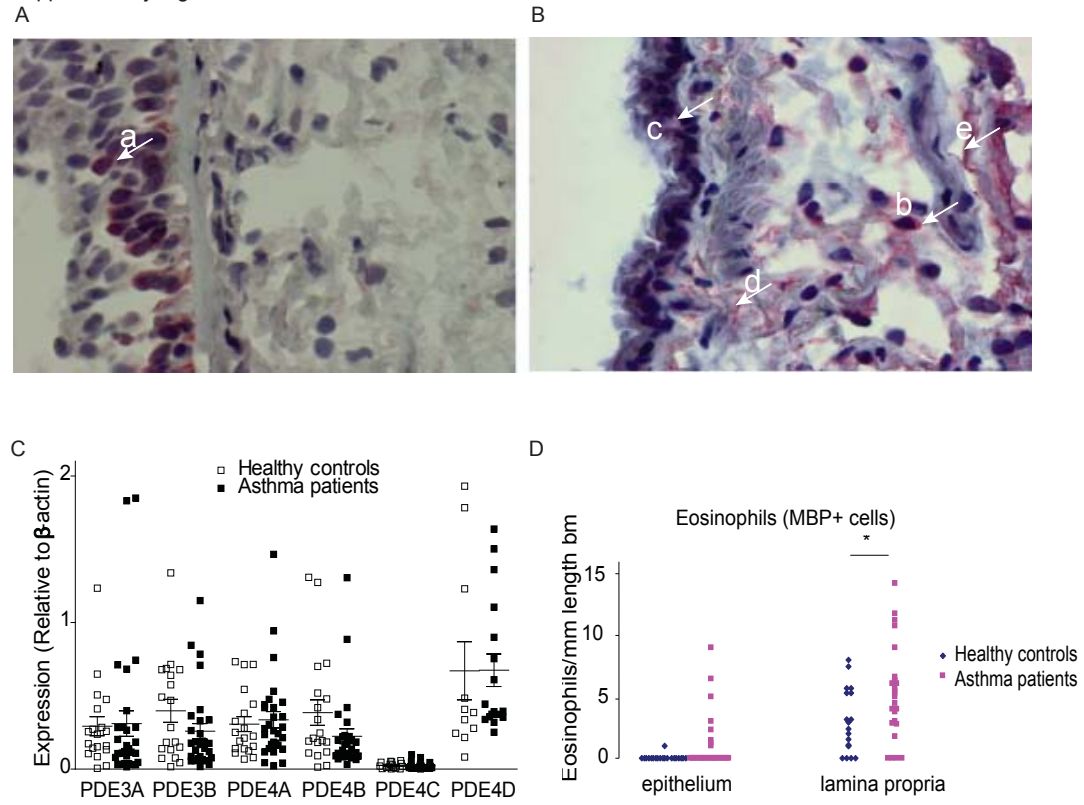 A
B
a
c
e
b
d
C
D
Healthy controls
Asthma patients
Expression (Relative to β-actin)
2
1
0
PDE3A PDE3B PDE4A PDE4B PDE4C PDE4D
Eosinophils (MBP+ cells)
*
Eosinophils/mm length bm
15
10
5
0
epithelium lamina propria
Healthy controls
Asthma patients